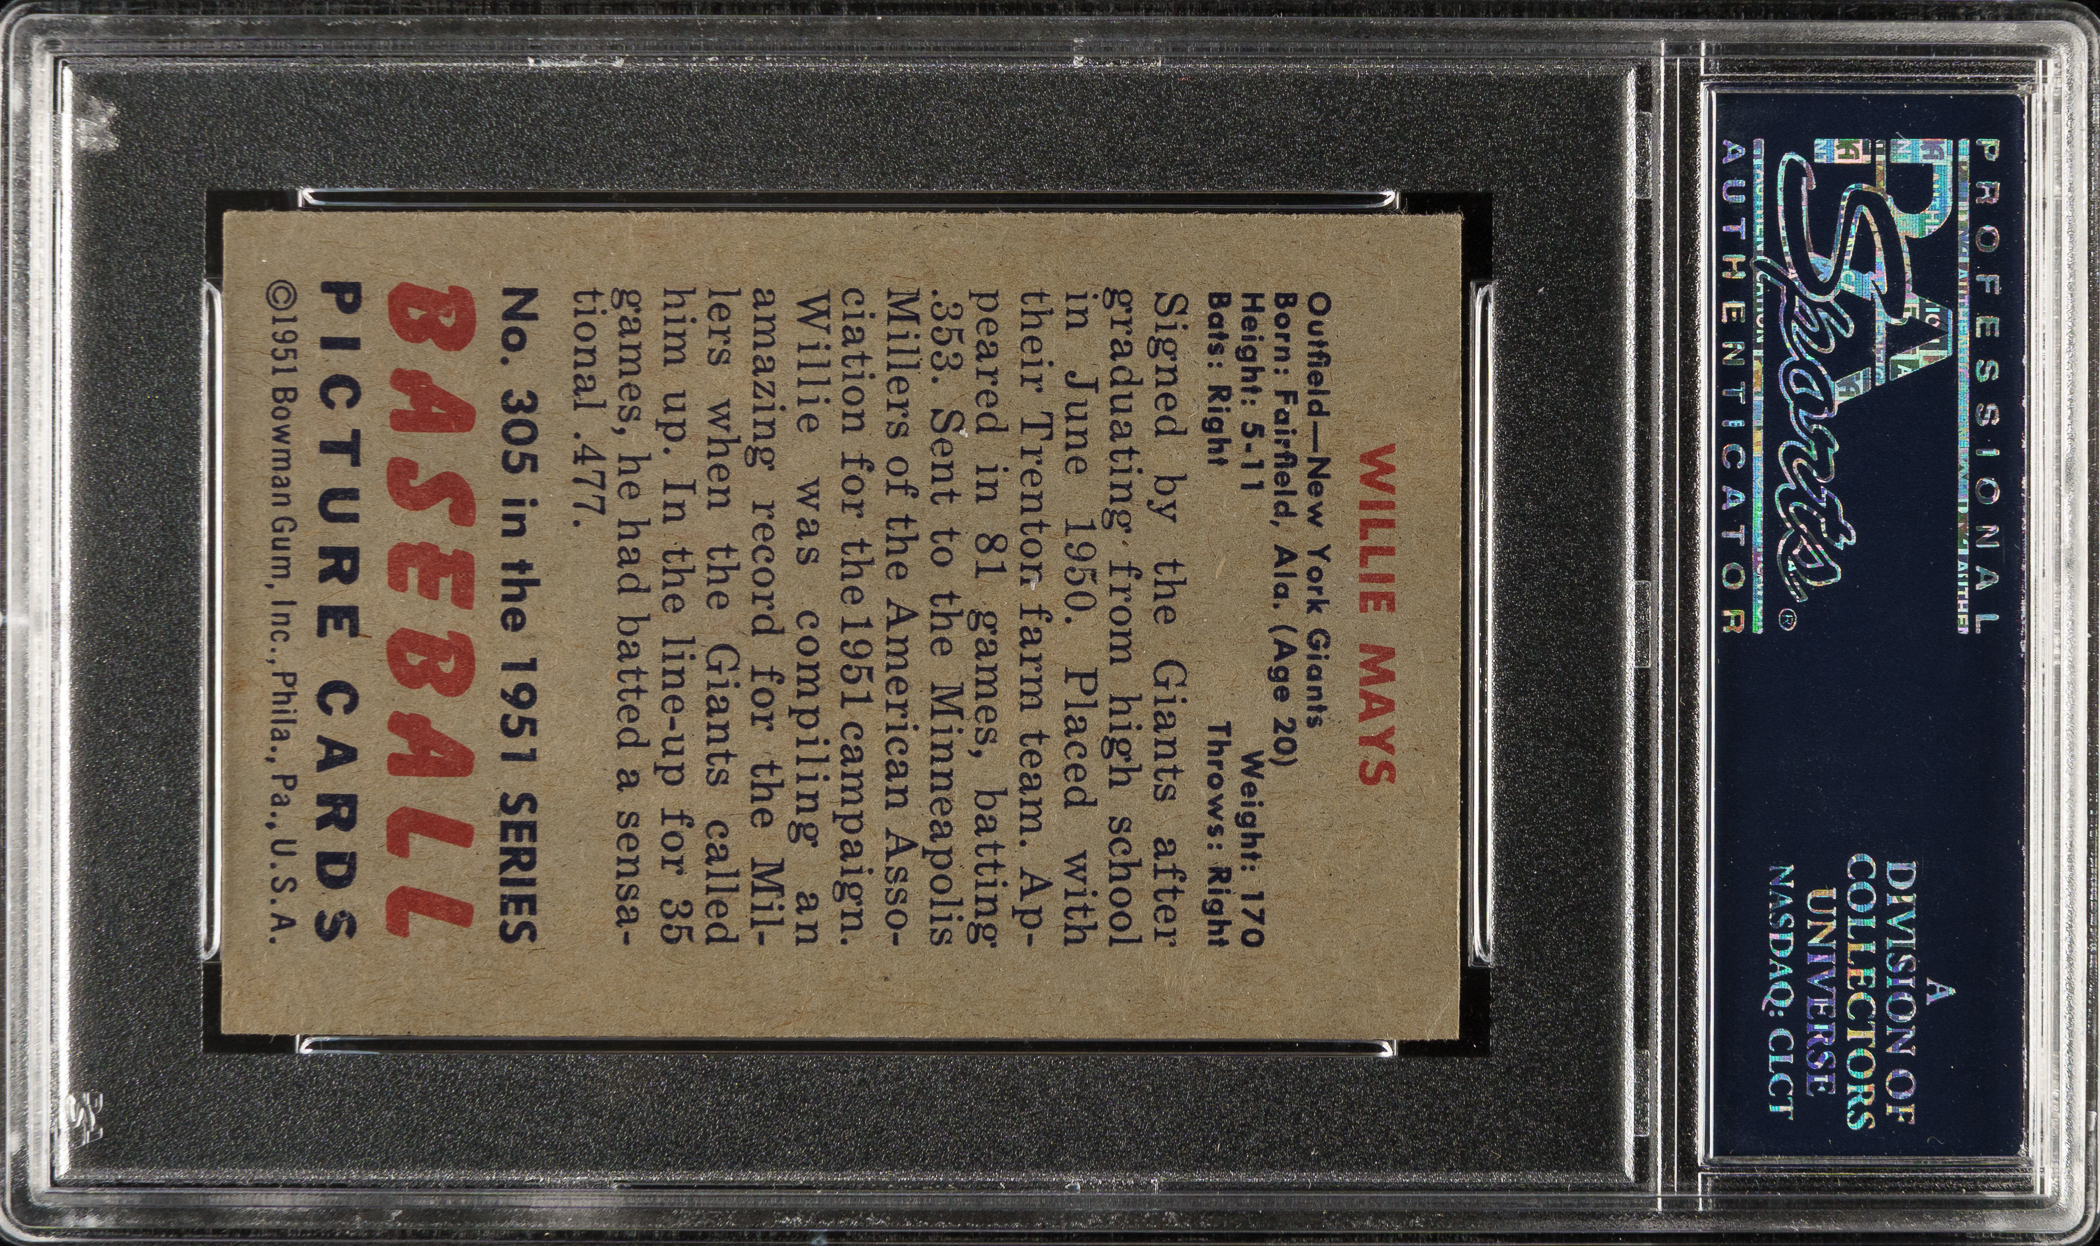 PROFESSIONAL
PSA
Sports®
AUTHENTICATOR
A
DIVISION OF
COLLECTORS
UNIVERSE
NASDAQ: CLCT
WILLIE MAYS
Outfield—New York Giants
Born: Fairfield, Ala. (Age 20)
Height: 5-11 Weight: 170
Bats: Right Throws: Right
Signed by the Giants after
graduating from high school
in June 1950. Placed with
their Trenton farm team. Ap-
peared in 81 games, batting
.353. Sent to the Minneapolis
Millers of the American Asso-
ciation for the 1951 campaign.
Willie was compiling an
amazing record for the Mil-
lers when the Giants called
him up. In the line-up for 35
games, he had batted a sensa-
tional .477.
No. 305 in the 1951 SERIES
BASEBALL
PICTURE CARDS
©1951 Bowman Gum, Inc., Phila., Pa., U.S.A.